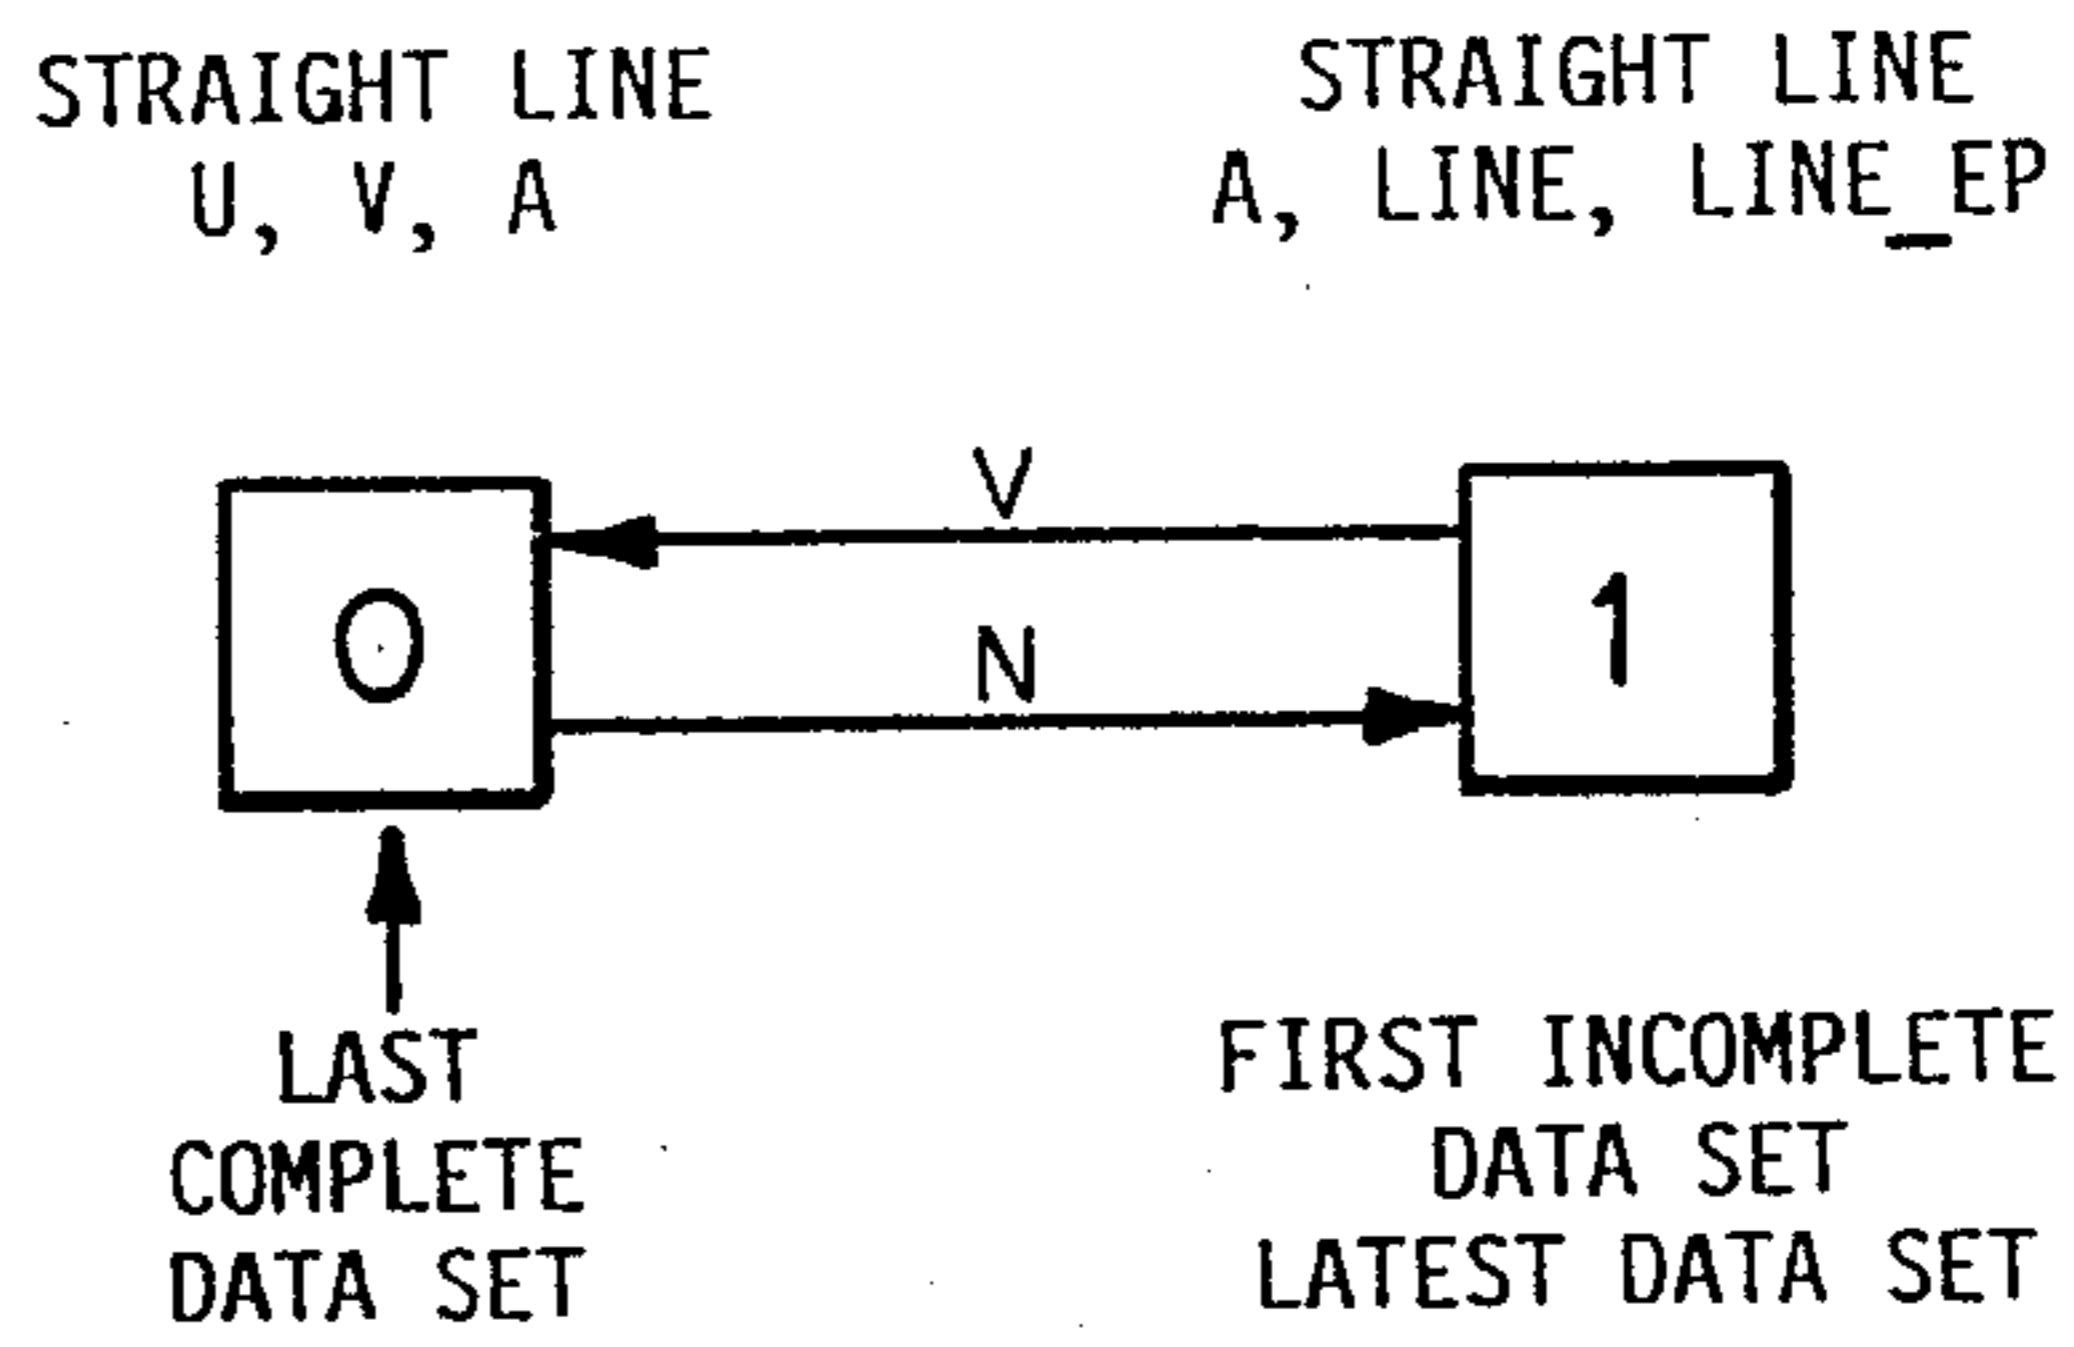 STRAIGHT LINE
U, V, A
STRAIGHT LINE
A, LINE, LINE_EP
V
N
0
1
LAST
COMPLETE
DATA SET
FIRST INCOMPLETE
DATA SET
LATEST DATA SET